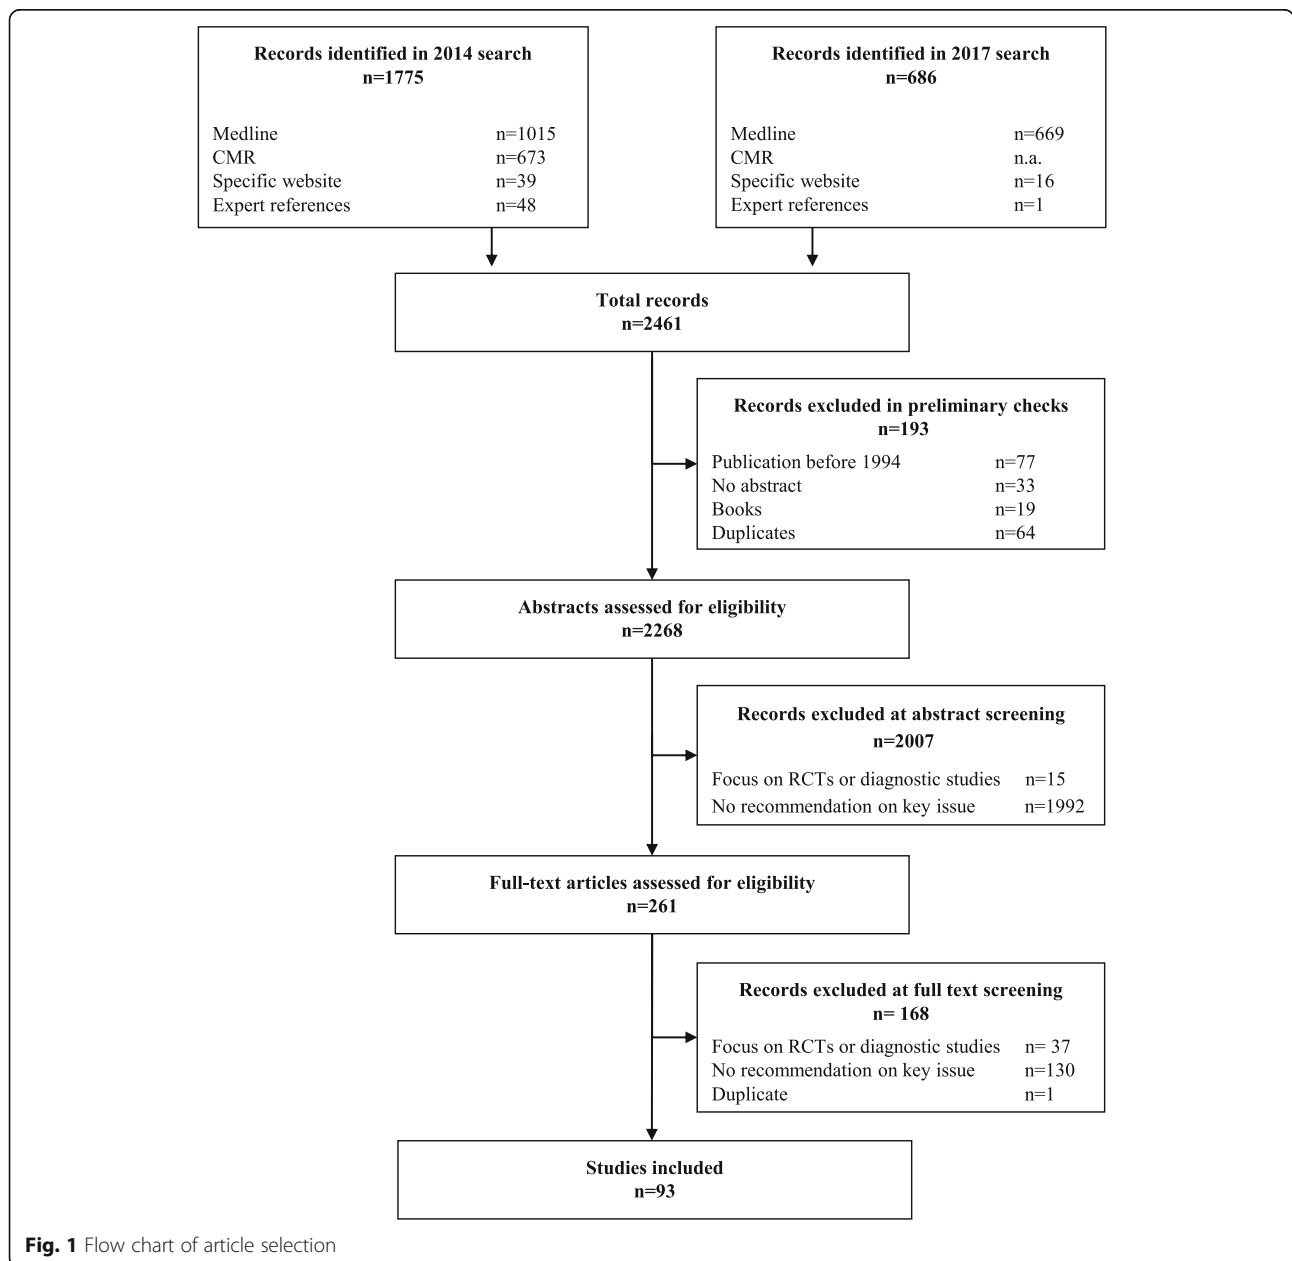 Records identified in 2014 search
n=1775
Medline n=1015
CMR n=673
Specific website n=39
Expert references n=48
Records identified in 2017 search
n=686
Medline n=669
CMR n.a.
Specific website n=16
Expert references n=1
Total records
n=2461
Records excluded in preliminary checks
n=193
Publication before 1994 n=77
No abstract n=33
Books n=19
Duplicates n=64
Abstracts assessed for eligibility
n=2268
Records excluded at abstract screening
n=2007
Focus on RCTs or diagnostic studies n=15
No recommendation on key issue n=1992
Full-text articles assessed for eligibility
n=261
Records excluded at full text screening
n= 168
Focus on RCTs or diagnostic studies n= 37
No recommendation on key issue n=130
Duplicate n=1
Studies included
n=93
Fig. 1 Flow chart of article selection